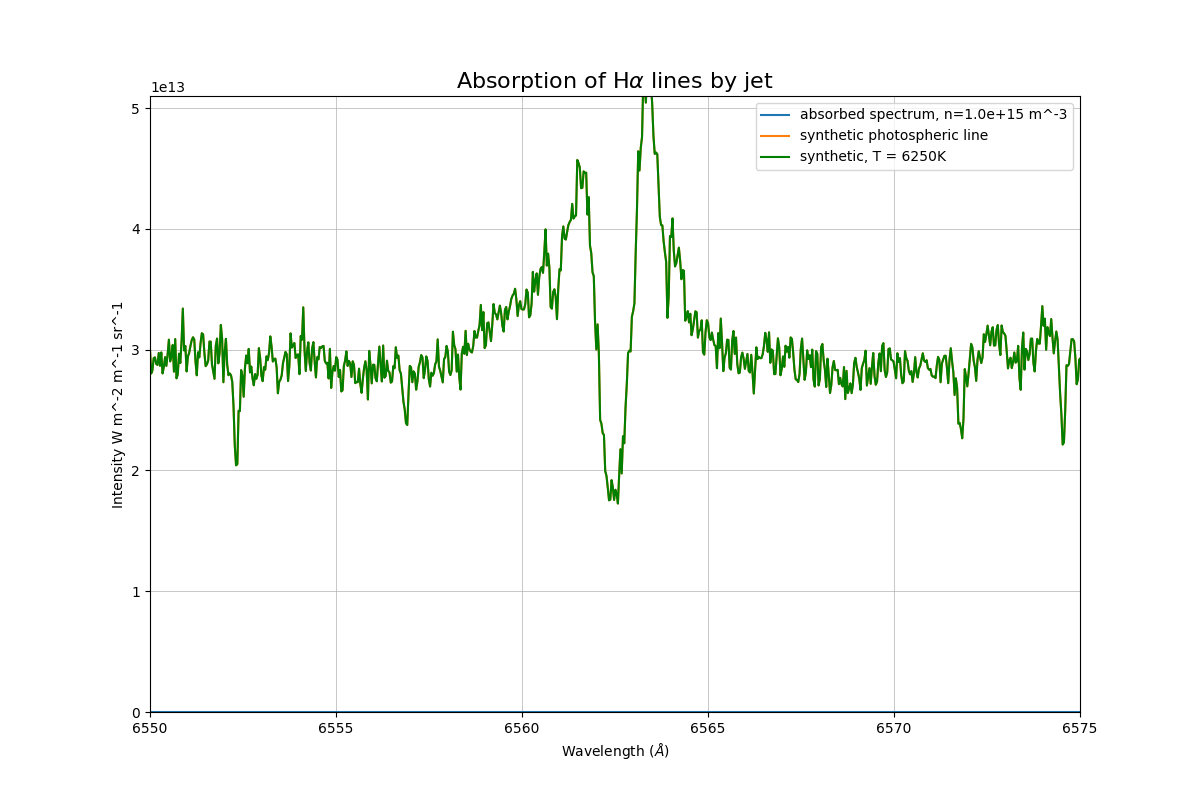 Absorption of Hα lines by jet
1e13
absorbed spectrum, n=1.0e+15 m^-3
synthetic photospheric line
synthetic, T = 6250K
5
4
3
2
1
0
Intensity W m^-2 m^-1 sr^-1
6550 6555 6560 6565 6570 6575
Wavelength (Å)